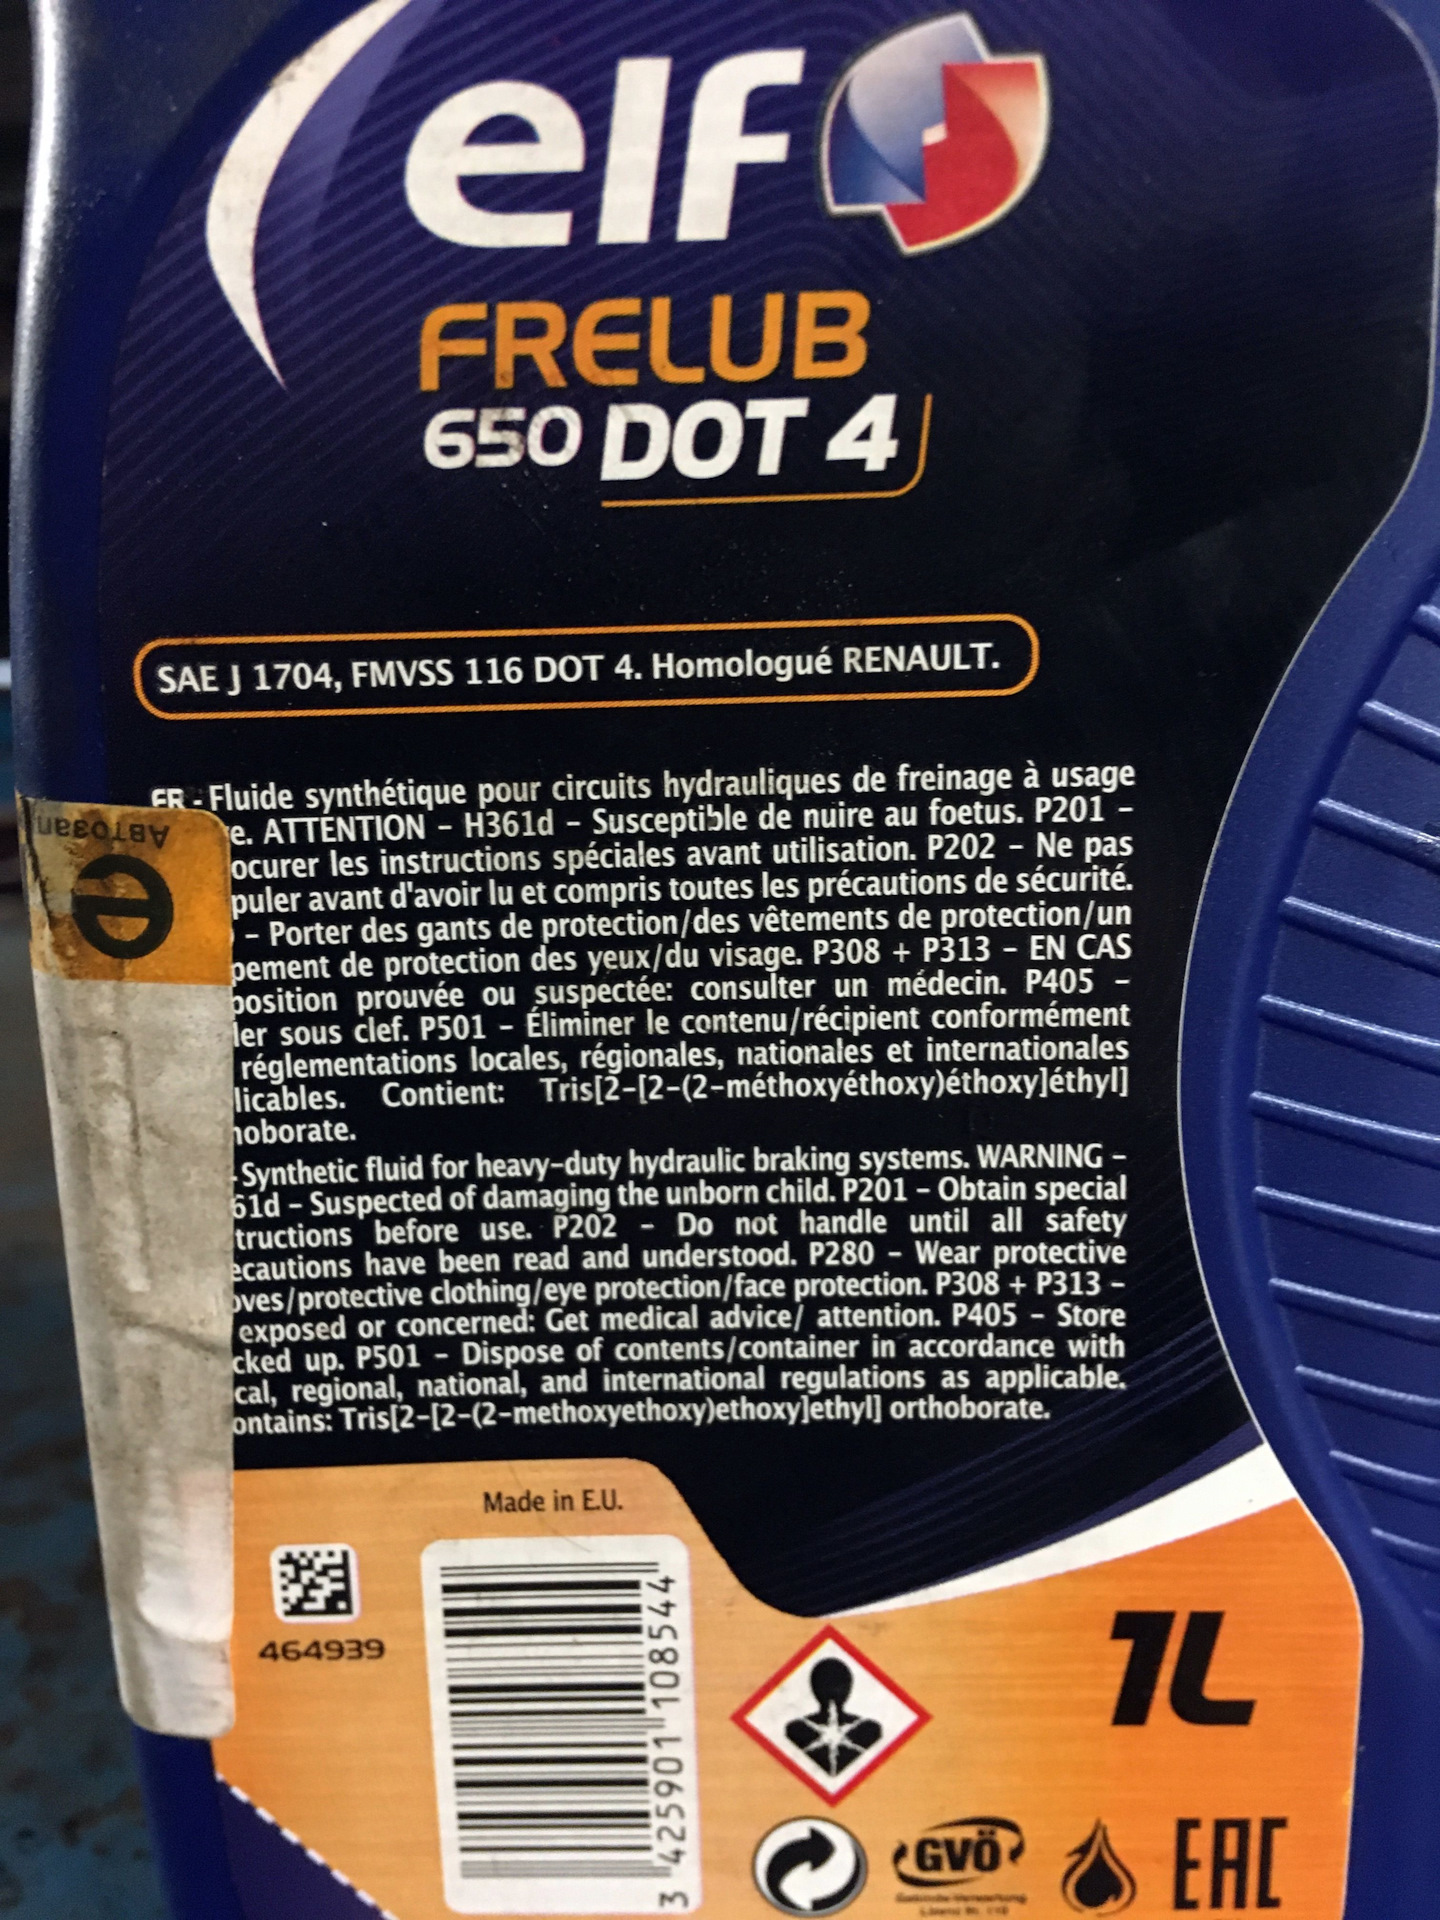 elf
FRELUB
650 DOT 4
SAE J 1704, FMVSS 116 DOT 4. Homologué RENAULT.
FR - Fluide synthétique pour circuits hydrauliques de freinage à usage
e. ATTENTION – H361d – Susceptible de nuire au foetus. P201 –
ocurer les instructions spéciales avant utilisation. P202 – Ne pas
puler avant d'avoir lu et compris toutes les précautions de sécurité.
– Porter des gants de protection/des vêtements de protection/un
pement de protection des yeux/du visage. P308 + P313 – EN CAS
position prouvée ou suspectée: consulter un médecin. P405 –
ler sous clef. P501 – Éliminer le contenu/récipient conformément
réglementations locales, régionales, nationales et internationales
licables. Contient: Tris[2-[2-(2-méthoxyéthoxy)éthoxy]éthyl]
oborate.
- Synthetic fluid for heavy-duty hydraulic braking systems. WARNING –
61d – Suspected of damaging the unborn child. P201 – Obtain special
tructions before use. P202 – Do not handle until all safety
ecautions have been read and understood. P280 – Wear protective
oves/protective clothing/eye protection/face protection. P308 + P313 –
exposed or concerned: Get medical advice/ attention. P405 – Store
cked up. P501 – Dispose of contents/container in accordance with
cal, regional, national, and international regulations as applicable.
ontains: Tris[2-[2-(2-methoxyethoxy)ethoxy]ethyl] orthoborate.
Автозап
Made in E.U.
464939
3 425901 108544
1L
GVÖ
EAC